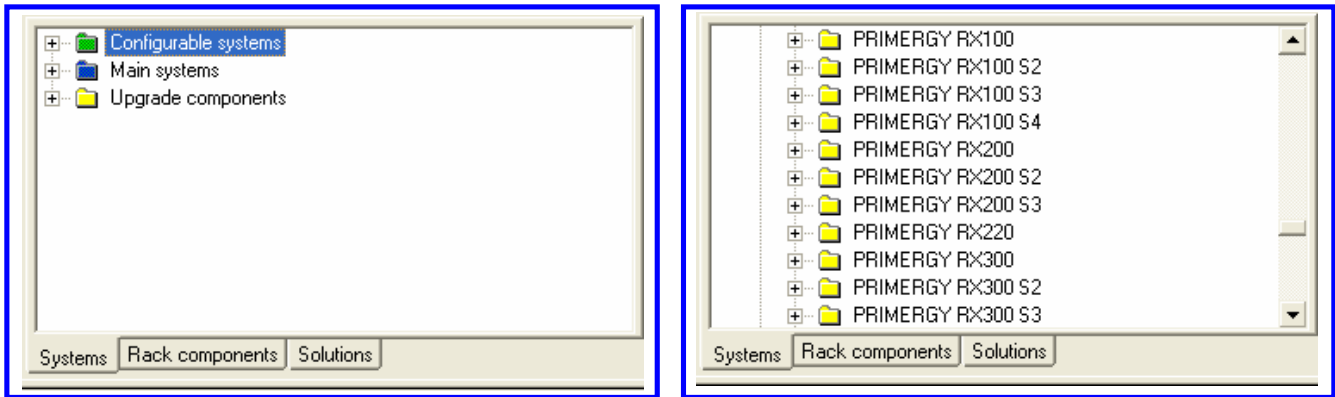 Configurable systems
Main systems
Upgrade components
Systems
Rack components
Solutions
PRIMERGY RX100
PRIMERGY RX100 S2
PRIMERGY RX100 S3
PRIMERGY RX100 S4
PRIMERGY RX200
PRIMERGY RX200 S2
PRIMERGY RX200 S3
PRIMERGY RX220
PRIMERGY RX300
PRIMERGY RX300 S2
PRIMERGY RX300 S3
Systems
Rack components
Solutions